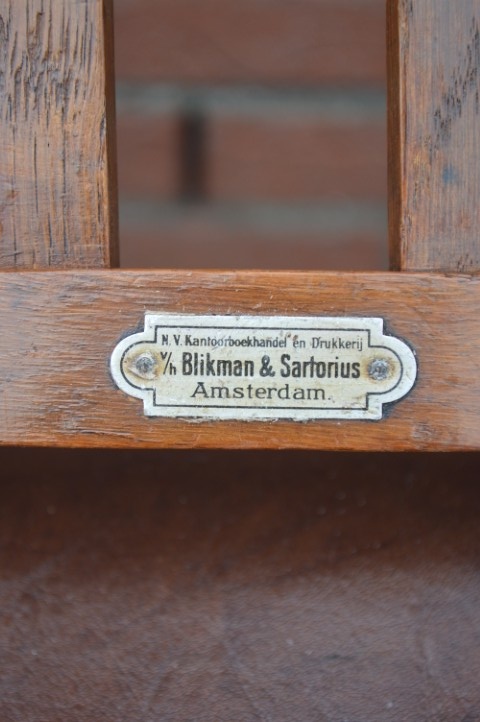 N.V. Kantoorboekhandel en Drukkerij
v/h Blikman & Sartorius
Amsterdam.